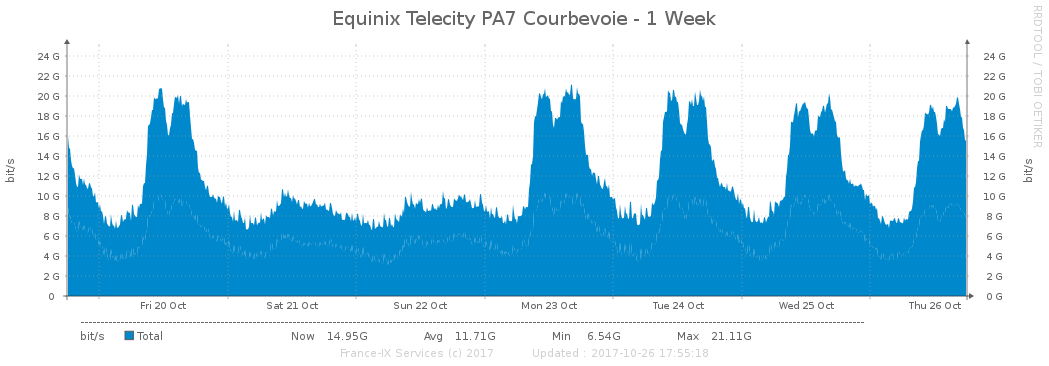 Equinix Telecity PA7 Courbevoie - 1 Week
RRDTOOL / TOBI OETIKER
bit/s
24 G 24 G
22 G 22 G
20 G 20 G
18 G 18 G
16 G 16 G
14 G 14 G
12 G 12 G
10 G 10 G
8 G 8 G
6 G 6 G
4 G 4 G
2 G 2 G
0 0 G
bit/s
Fri 20 Oct Sat 21 Oct Sun 22 Oct Mon 23 Oct Tue 24 Oct Wed 25 Oct Thu 26 Oct
bit/s Total Now 14.95G Avg 11.71G Min 6.54G Max 21.11G
France-IX Services (c) 2017 Updated : 2017-10-26 17:55:18